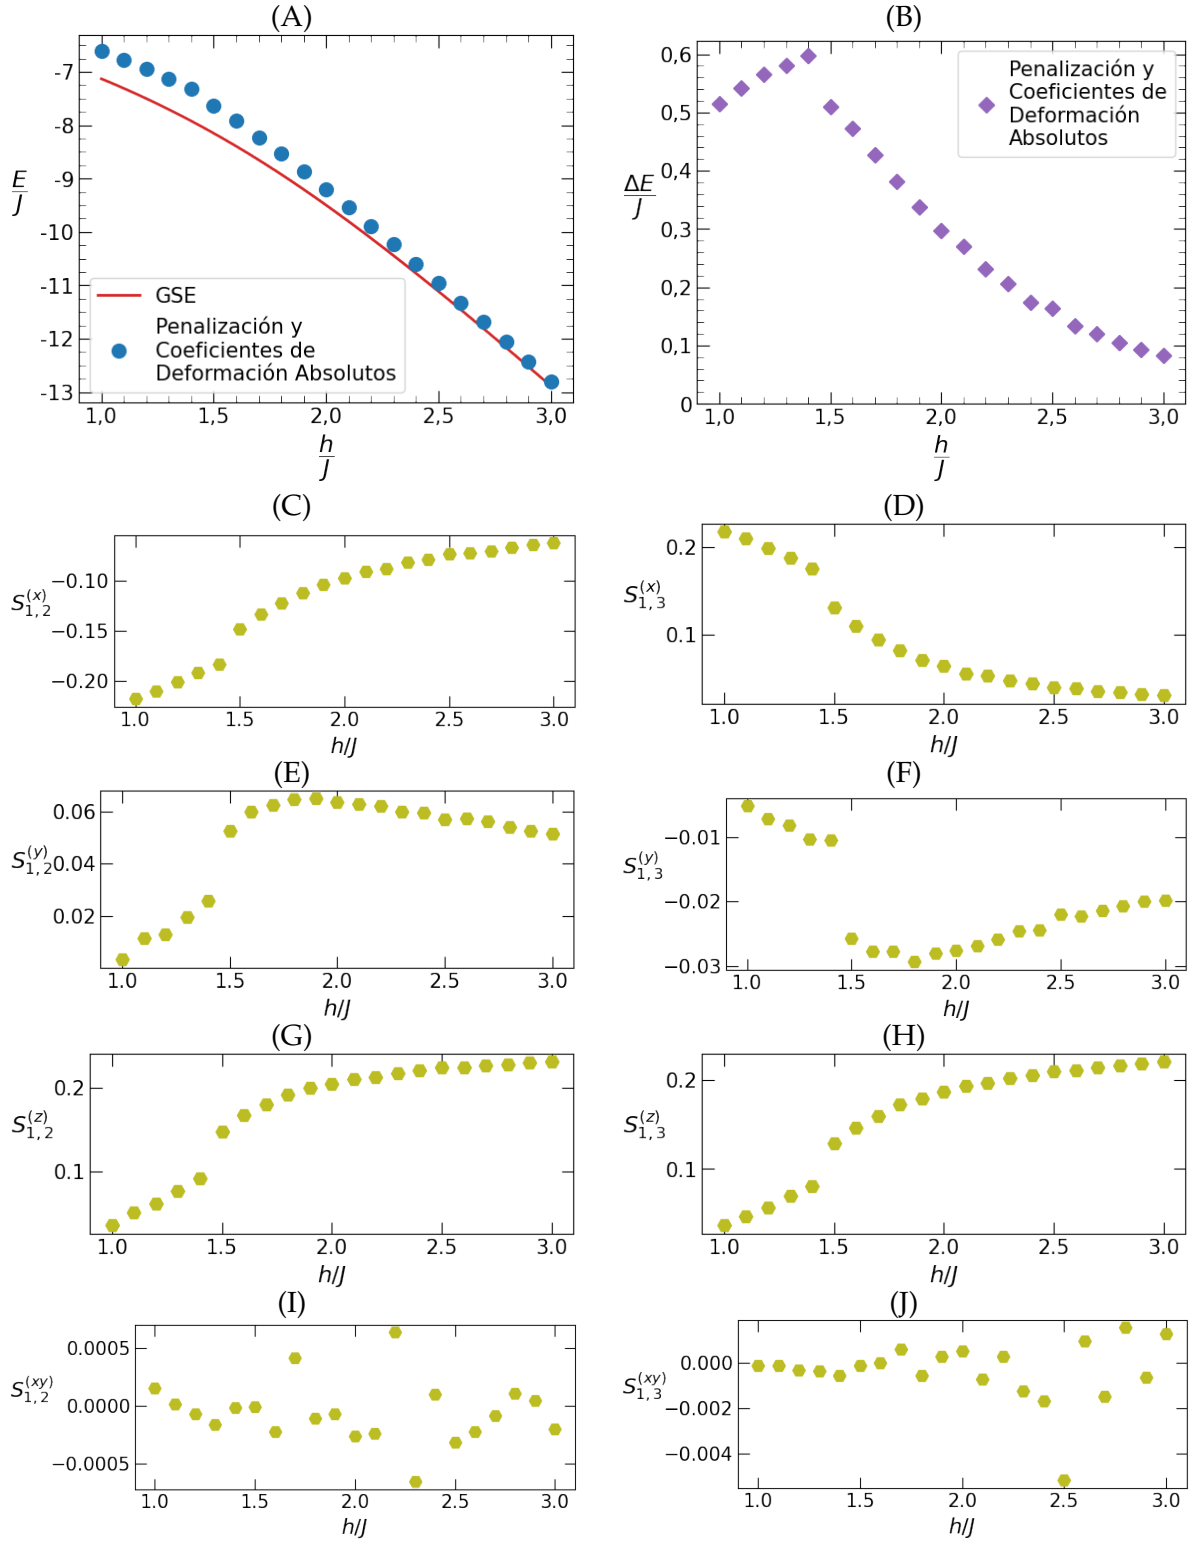 (A)
-7
-8
-9
-10
-11
-12
-13
E
J
GSE
Penalización y
Coeficientes de
Deformación Absolutos
1,0 1,5 2,0 2,5 3,0
h
J
(B)
0,6
0,5
0,4
0,3
0,2
0,1
0
ΔE
J
Penalización y
Coeficientes de
Deformación
Absolutos
1,0 1,5 2,0 2,5 3,0
h
J
(C)
−0.10
−0.15
−0.20
S_{1,2}^{(x)}
1.0 1.5 2.0 2.5 3.0
h/J
(D)
0.2
0.1
S_{1,3}^{(x)}
1.0 1.5 2.0 2.5 3.0
h/J
(E)
0.06
0.04
0.02
S_{1,2}^{(y)}
1.0 1.5 2.0 2.5 3.0
h/J
(F)
−0.01
−0.02
−0.03
S_{1,3}^{(y)}
1.0 1.5 2.0 2.5 3.0
h/J
(G)
0.2
0.1
S_{1,2}^{(z)}
1.0 1.5 2.0 2.5 3.0
h/J
(H)
0.2
0.1
S_{1,3}^{(z)}
1.0 1.5 2.0 2.5 3.0
h/J
(I)
0.0005
0.0000
−0.0005
S_{1,2}^{(xy)}
1.0 1.5 2.0 2.5 3.0
h/J
(J)
0.000
−0.002
−0.004
S_{1,3}^{(xy)}
1.0 1.5 2.0 2.5 3.0
h/J